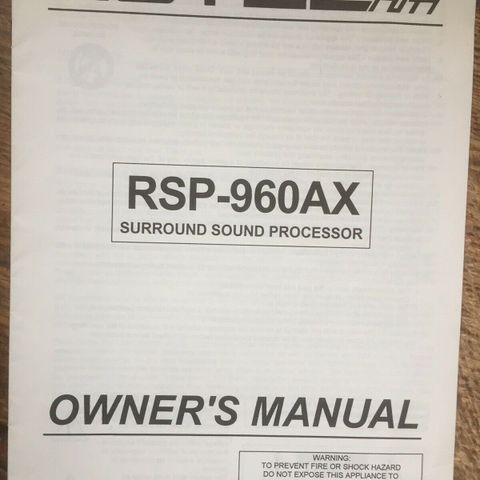 RSP-960AX
SURROUND SOUND PROCESSOR
OWNER'S MANUAL
WARNING:
TO PREVENT FIRE OR SHOCK HAZARD
DO NOT EXPOSE THIS APPLIANCE TO